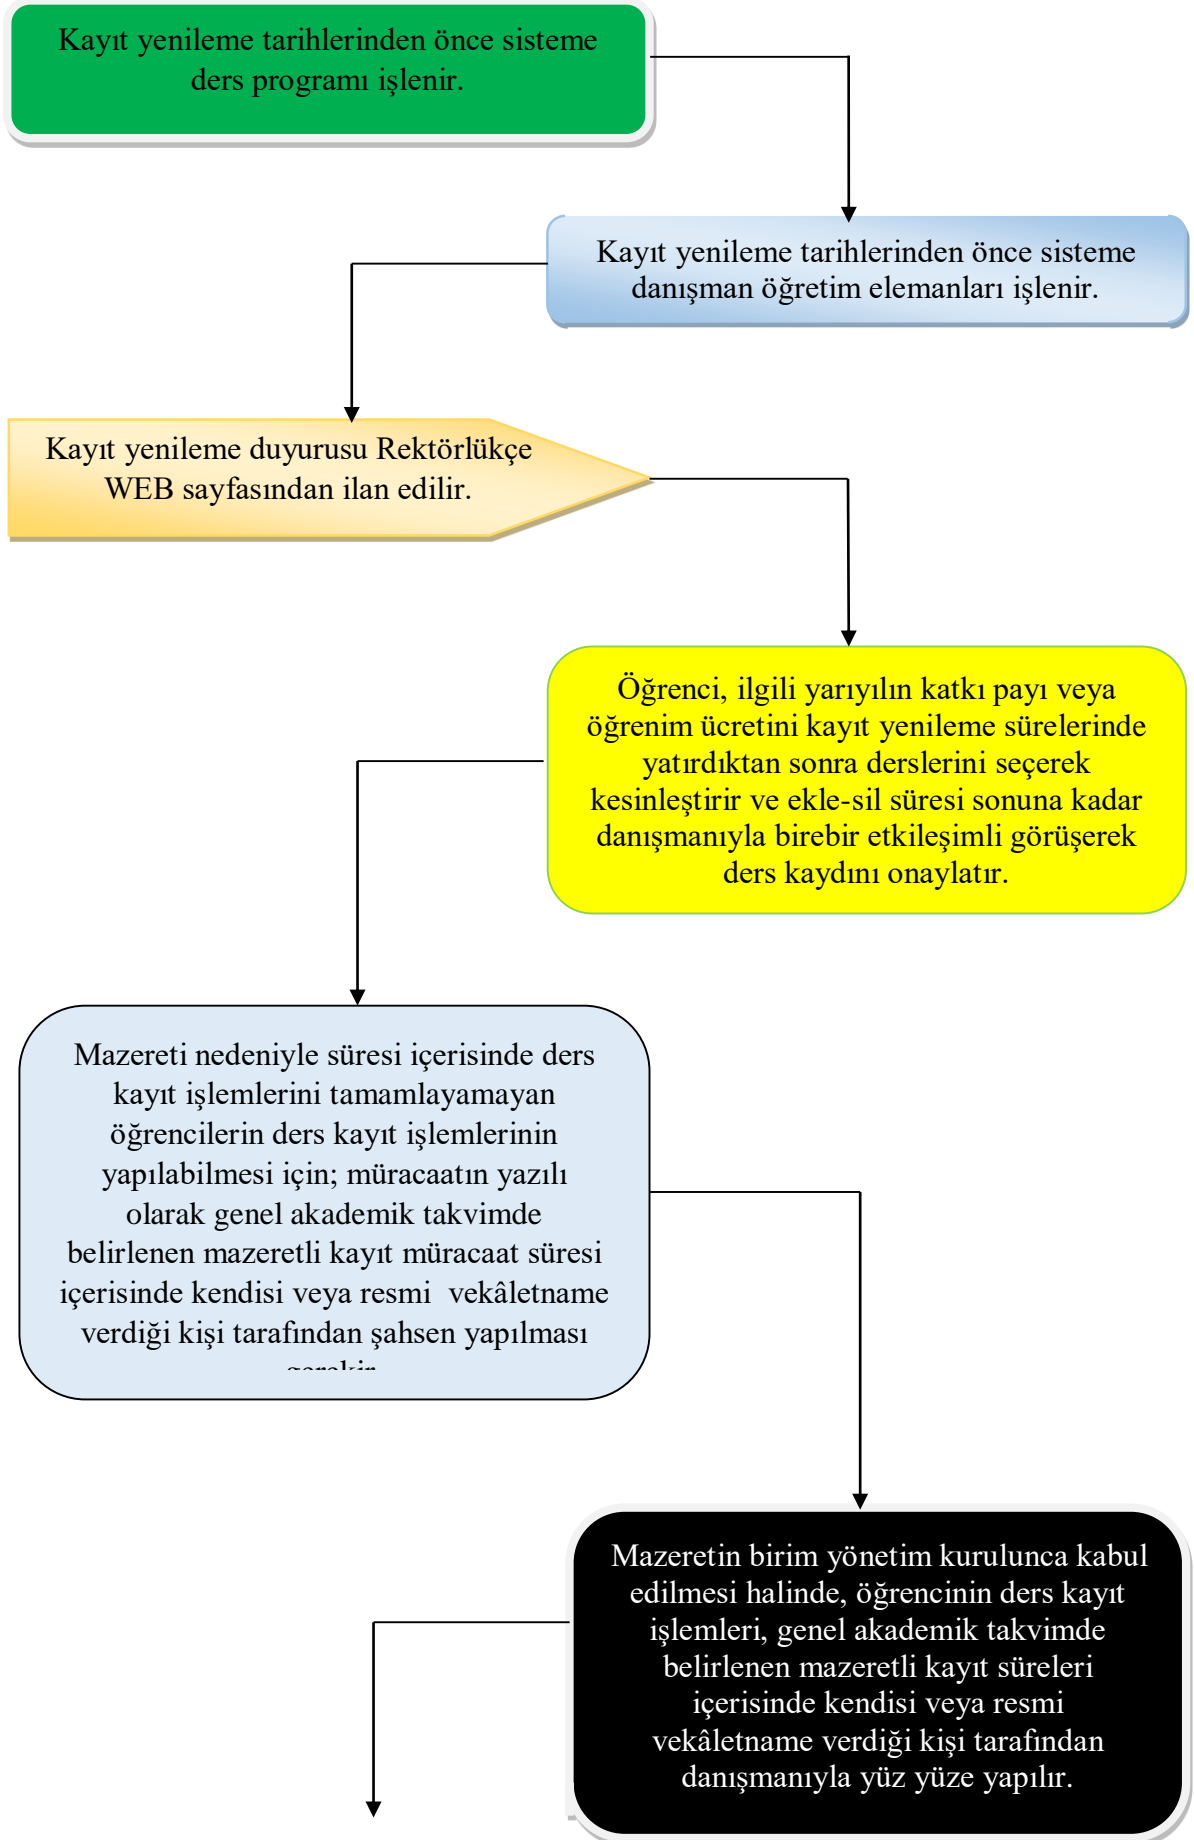 Kayıt yenileme tarihlerinden önce sisteme
ders programı işlenir.
Kayıt yenileme tarihlerinden önce sisteme
danışman öğretim elemanları işlenir.
Kayıt yenileme duyurusu Rektörlükçe
WEB sayfasından ilan edilir.
Öğrenci, ilgili yarıyılın katkı payı veya
öğrenim ücretini kayıt yenileme sürelerinde
yatırdıktan sonra derslerini seçerek
kesinleştirir ve ekle-sil süresi sonuna kadar
danışmanıyla birebir etkileşimli görüşerek
ders kaydını onaylatır.
Mazereti nedeniyle süresi içerisinde ders
kayıt işlemlerini tamamlayamayan
öğrencilerin ders kayıt işlemlerinin
yapılabilmesi için; müracaatın yazılı
olarak genel akademik takvimde
belirlenen mazeretli kayıt müracaat süresi
içerisinde kendisi veya resmi  vekâletname
verdiği kişi tarafından şahsen yapılması
gerekir
Mazeretin birim yönetim kurulunca kabul
edilmesi halinde, öğrencinin ders kayıt
işlemleri, genel akademik takvimde
belirlenen mazeretli kayıt süreleri
içerisinde kendisi veya resmi
vekâletname verdiği kişi tarafından
danışmanıyla yüz yüze yapılır.